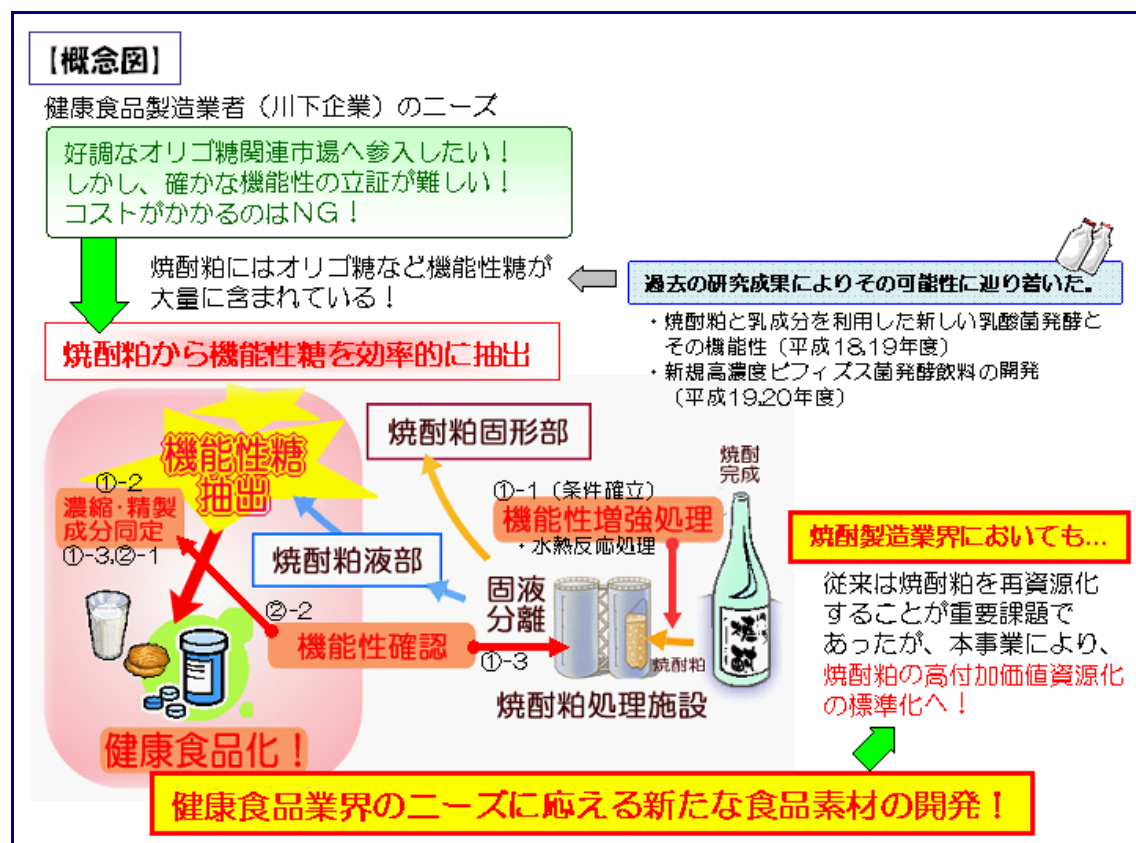 【概念図】
健康食品製造業者（川下企業）のニーズ
好調なオリゴ糖関連市場へ参入したい！
しかし、確かな機能性の立証が難しい！
コストがかかるのはＮＧ！
焼酎粕にはオリゴ糖など機能性糖が
大量に含まれている！
過去の研究成果によりその可能性に辿り着いた。
・焼酎粕と乳成分を利用した新しい乳酸菌発酵と
その機能性（平成18,19年度）
・新規高濃度ビフィズス菌発酵飲料の開発
（平成19,20年度）
焼酎粕から機能性糖を効率的に抽出
機能性糖
抽出
①-2
濃縮・精製
成分同定
①-3,②-1
焼酎粕固形部
焼酎粕液部
①-1（条件確立）
機能性増強処理
・水熱反応処理
焼酎
完成
固液
分離
②-2
機能性確認
①-3
焼酎粕
焼酎
焼酎粕処理施設
健康食品化！
焼酎製造業界においても…
従来は焼酎粕を再資源化
することが重要課題で
あったが、本事業により、
焼酎粕の高付加価値資源化
の標準化へ！
健康食品業界のニーズに応える新たな食品素材の開発！